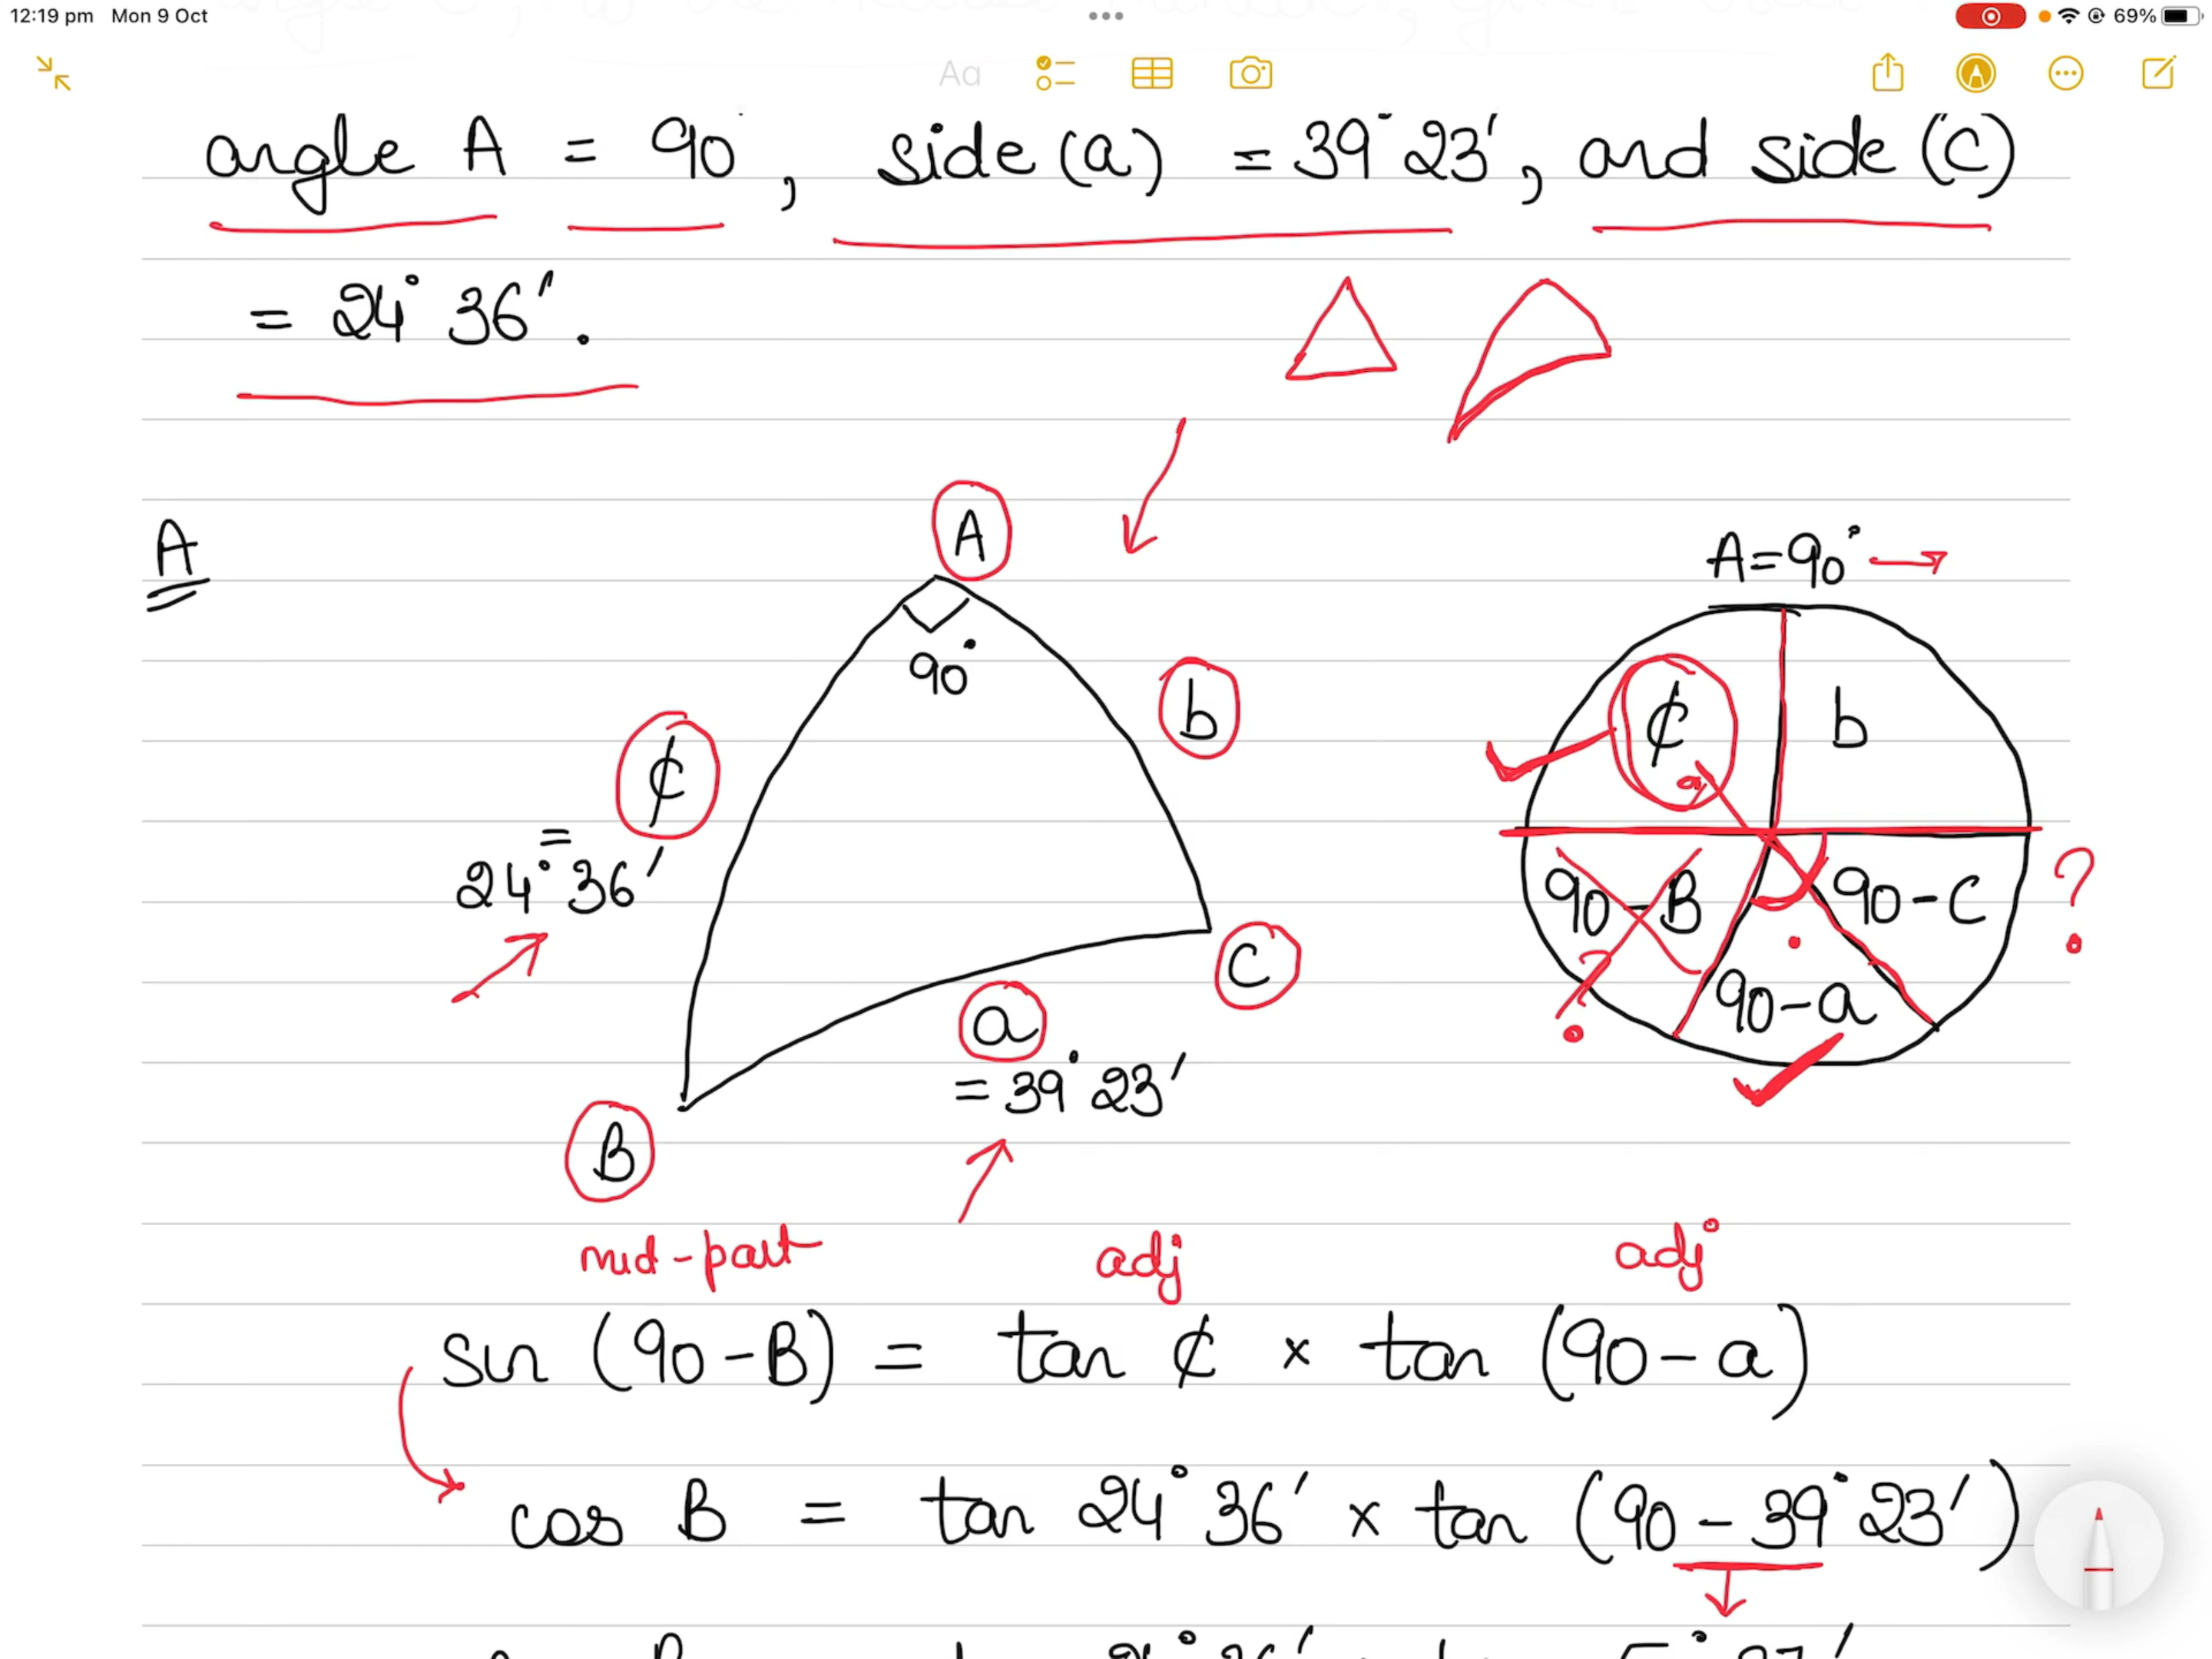 12:19 pm Mon 9 Oct
69%
Aa
angle A = 90°, side (a) = 39° 23′, and side (¢)
= 24° 36′.
A
A
90°
¢
b
=
24° 36′
C
a
= 39° 23′
B
A=90°
¢ b
a
90-B 90-C ?
?
90-a
mid-part adj adj
sin (90-B) = tan ¢ × tan (90-a)
cos B = tan 24° 36′ × tan (90 - 39° 23′)